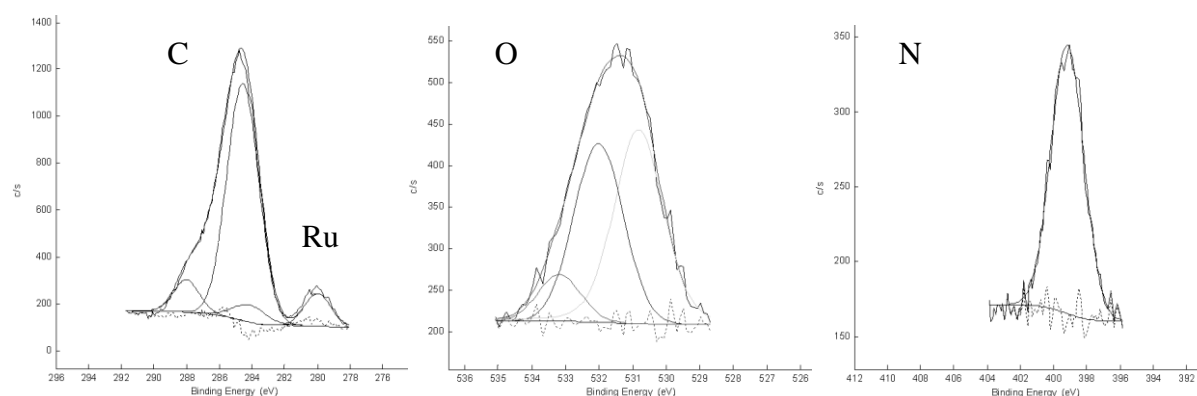 C
Ru
c/s
1400
1200
1000
800
600
400
200
0
296 294 292 290 288 286 284 282 280 278 276
Binding Energy (eV)
O
c/s
550
500
450
400
350
300
250
200
536 535 534 533 532 531 530 529 528 527 526
Binding Energy (eV)
N
c/s
350
300
250
200
150
412 410 408 406 404 402 400 398 396 394 392
Binding Energy (eV)